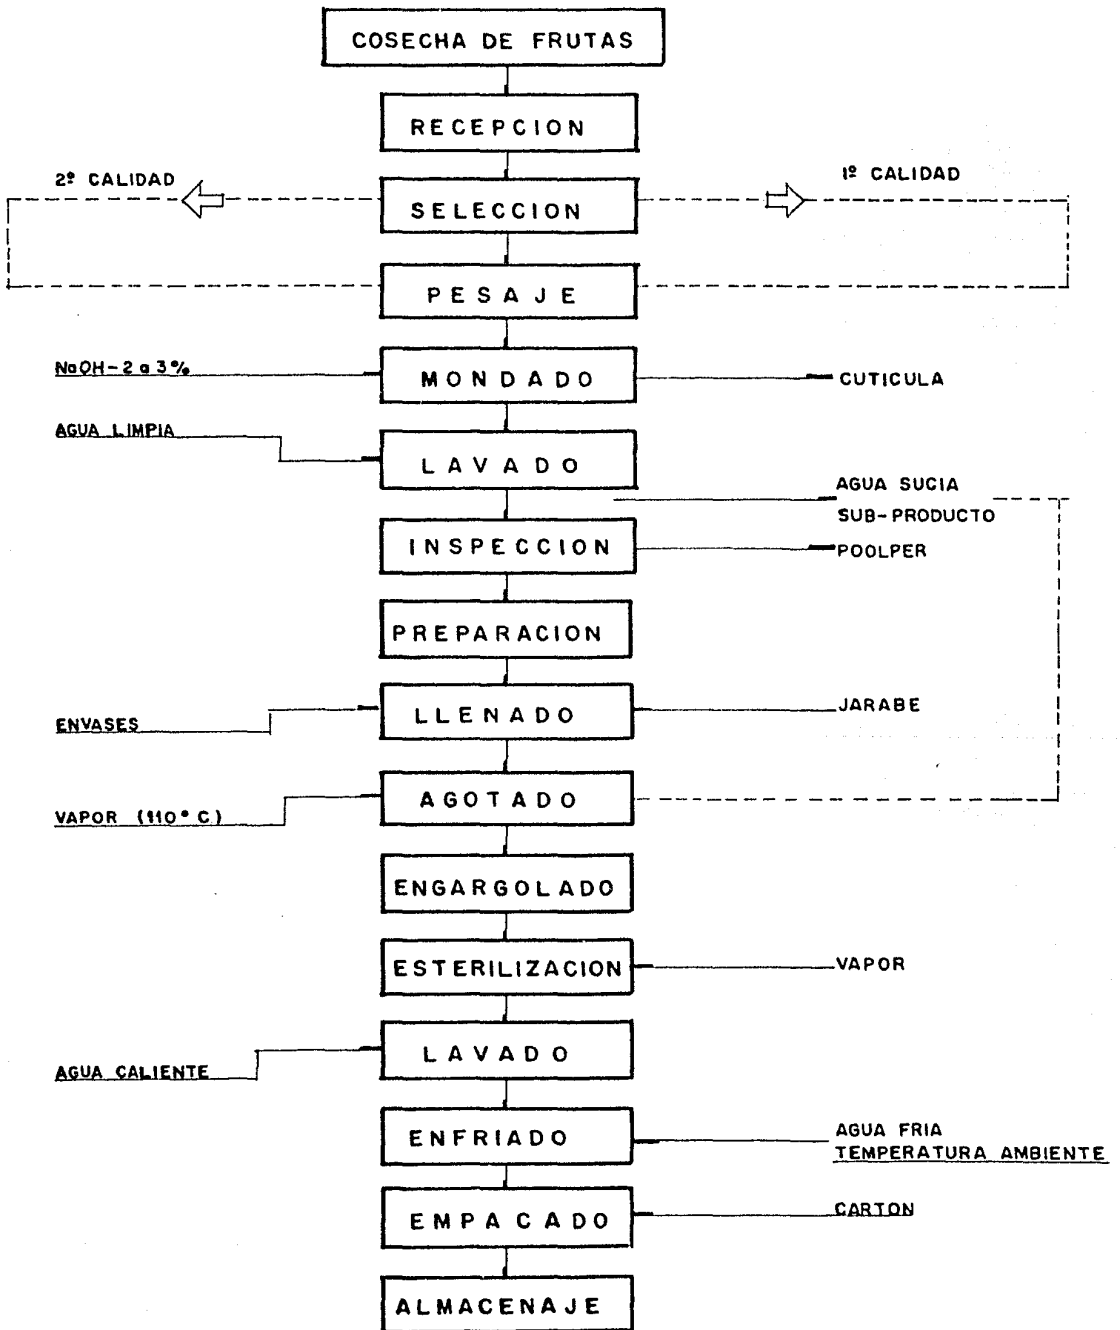 COSECHA DE FRUTAS
RECEPCION
2º CALIDAD
1º CALIDAD
SELECCION
PESAJE
NaOH-2 a 3%
MONDADO
CUTICULA
AGUA LIMPIA
LAVADO
AGUA SUCIA
SUB-PRODUCTO
INSPECCION
POOLPER
PREPARACION
LLENADO
JARABE
ENVASES
AGOTADO
VAPOR (110° C)
ENGARGOLADO
ESTERILIZACION
VAPOR
LAVADO
AGUA CALIENTE
ENFRIADO
AGUA FRIA
TEMPERATURA AMBIENTE
EMPACADO
CARTON
ALMACENAJE